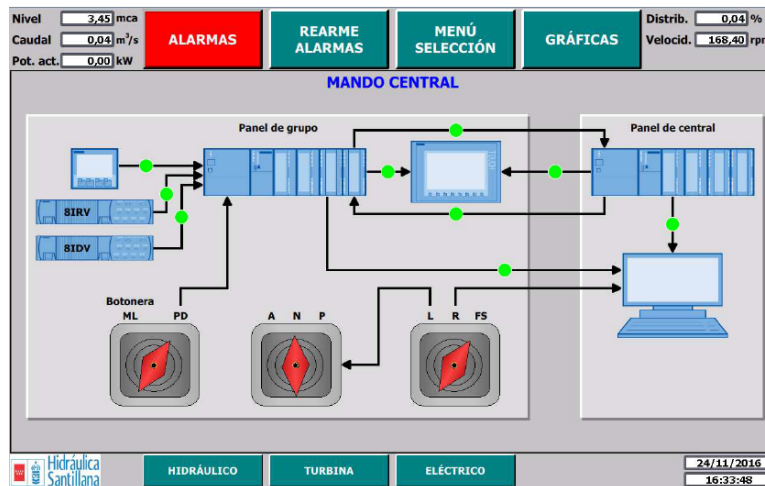 Nivel 3,45 mca
Caudal 0,04 m³/s
Pot. act. 0,00 kW
ALARMAS
REARME
ALARMAS
MENÚ
SELECCIÓN
GRÁFICAS
Distrib. 0,04 %
Velocid. 168,40 rpm
MANDO CENTRAL
Panel de grupo
Panel de central
8IRV
8IDV
Botonera
ML PD
A N P
L R FS
Hidráulica
Santillana
HIDRÁULICO
TURBINA
ELÉCTRICO
24/11/2016
16:33:48